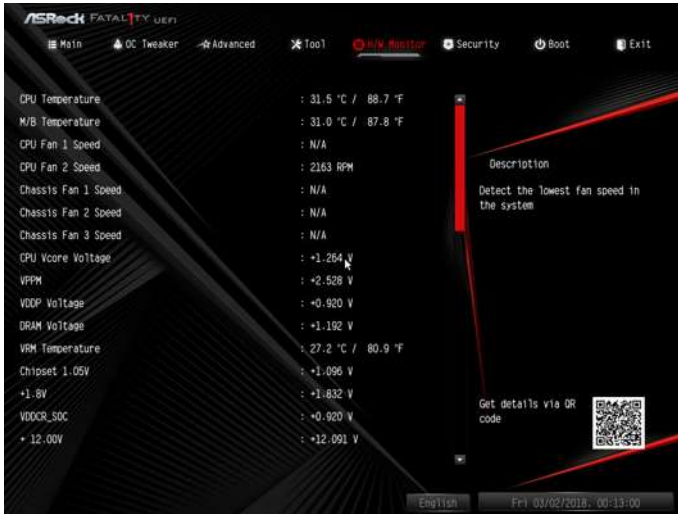 ASRock FATAL1TY UEFI
Main OC Tweaker Advanced Tool H/W Monitor Security Boot Exit
CPU Temperature : 31.5 °C / 88.7 °F
M/B Temperature : 31.0 °C / 87.8 °F
CPU Fan 1 Speed : N/A
CPU Fan 2 Speed : 2163 RPM
Chassis Fan 1 Speed : N/A
Chassis Fan 2 Speed : N/A
Chassis Fan 3 Speed : N/A
CPU Vcore Voltage : +1.264 V
VPPM : +2.528 V
VDDP Voltage : +0.920 V
DRAM Voltage : +1.192 V
VRM Temperature : 27.2 °C / 80.9 °F
Chipset 1.05V : +1.096 V
+1.8V : +1.832 V
VDDCR_SOC : +0.920 V
+ 12.00V : +12.091 V
Description
Detect the lowest fan speed in
the system
Get details via QR
code
English Fri 03/02/2018. 00:13:00